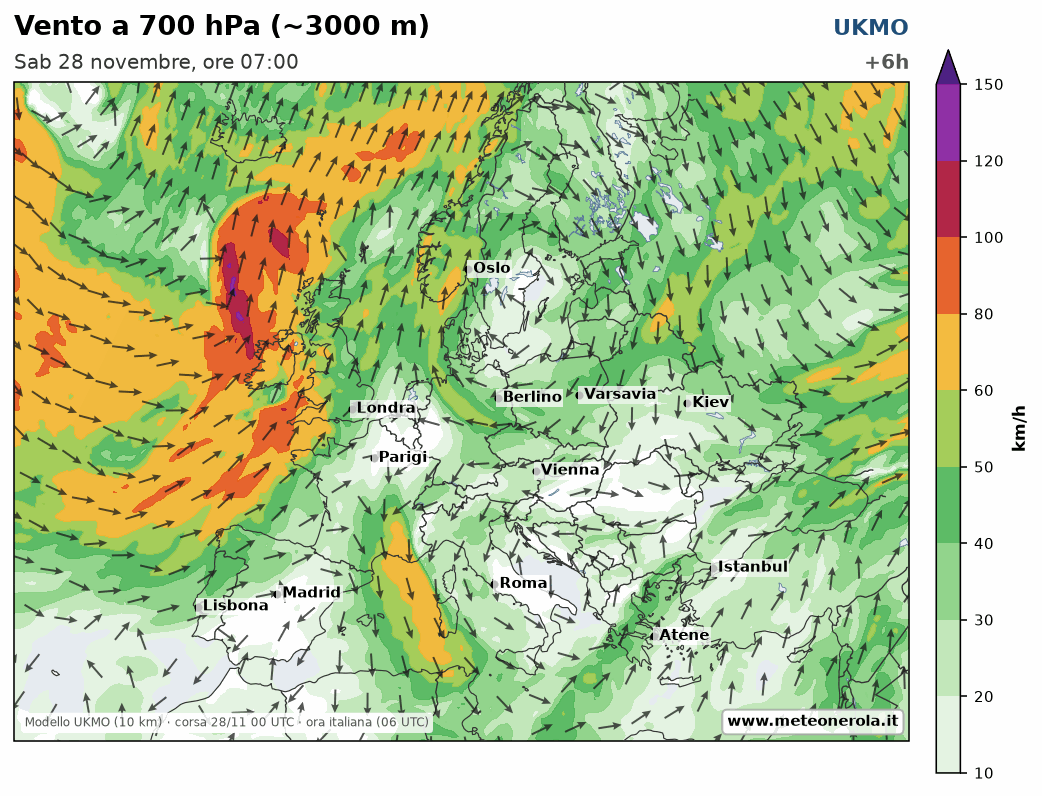 Vento a 700 hPa (~3000 m)
UKMO
Sab 28 novembre, ore 07:00
+6h
150
120
100
80
60
50
40
30
20
10
km/h
Oslo
Berlino
Varsavia
Kiev
Londra
Parigi
Vienna
Roma
Istanbul
Madrid
Lisbona
Atene
Modello UKMO (10 km) · corsa 28/11 00 UTC · ora italiana (06 UTC)
www.meteonerola.it